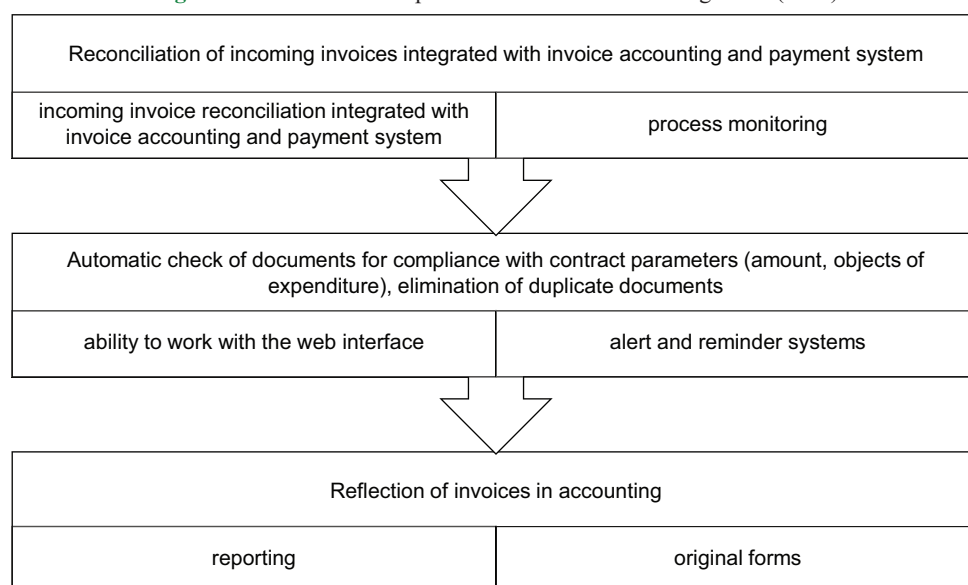 Reconciliation of incoming invoices integrated with invoice accounting and payment system
incoming invoice reconciliation integrated with
invoice accounting and payment system
process monitoring
Automatic check of documents for compliance with contract parameters (amount, objects of
expenditure), elimination of duplicate documents
ability to work with the web interface
alert and reminder systems
Reflection of invoices in accounting
reporting
original forms